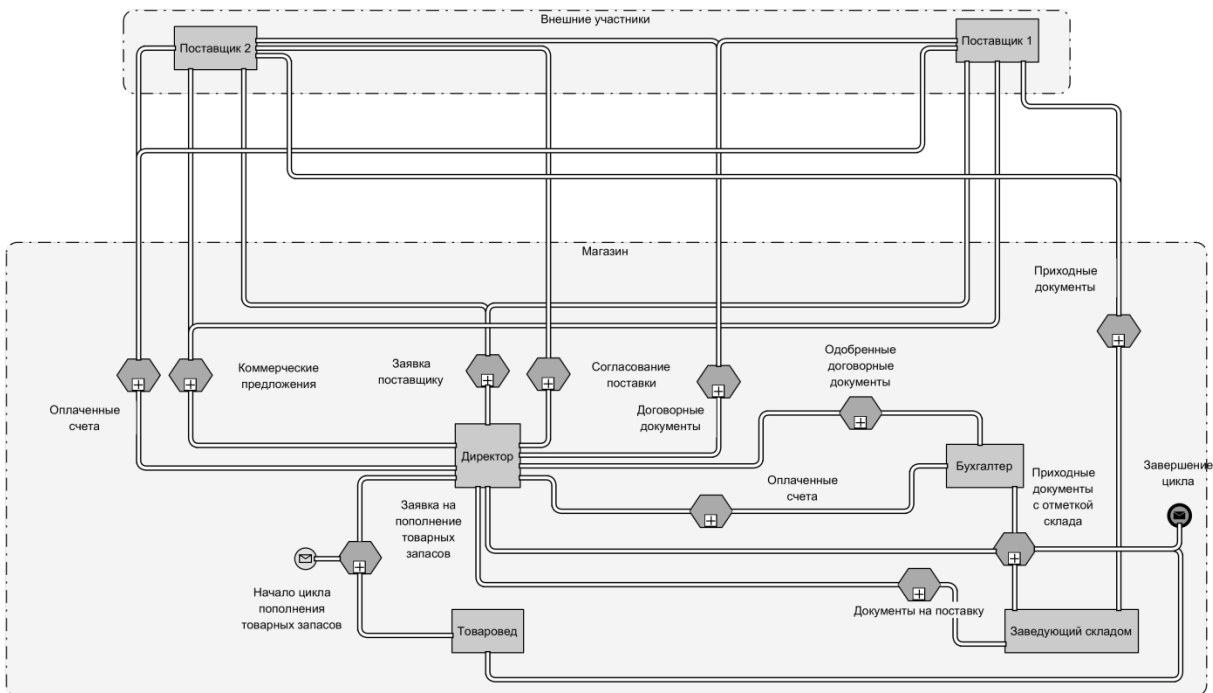 Внешние участники
Поставщик 2
Поставщик 1
Магазин
Приходные
документы
Коммерческие
предложения
Заявка
поставщику
Согласование
поставки
Одобренные
договорные
документы
Оплаченные
счета
Договорные
документы
Директор
Бухгалтер
Заявка на
пополнение
товарных
запасов
Оплаченные
счета
Приходные
документы
с отметкой
склада
Завершение
цикла
Начало цикла
пополнения
товарных запасов
Документы на поставку
Товаровед
Заведующий складом